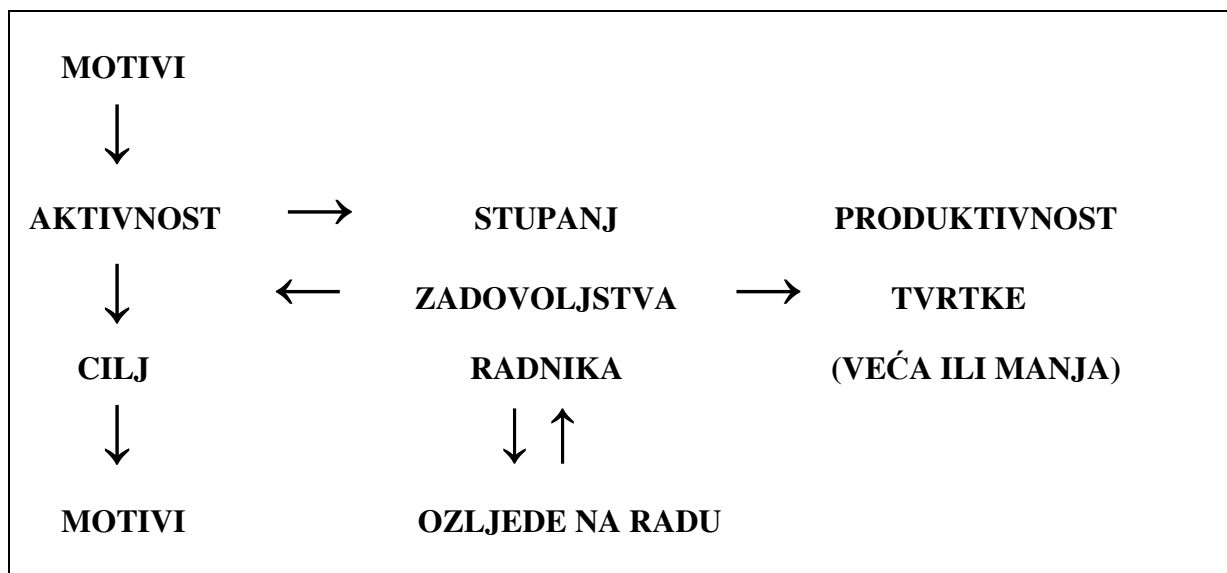 MOTIVI
AKTIVNOST → STUPANJ PRODUKTIVNOST
← ZADOVOLJSTVA → TVRTKE
CILJ RADNIKA (VEĆA ILI MANJA)
MOTIVI OZLJEDE NA RADU